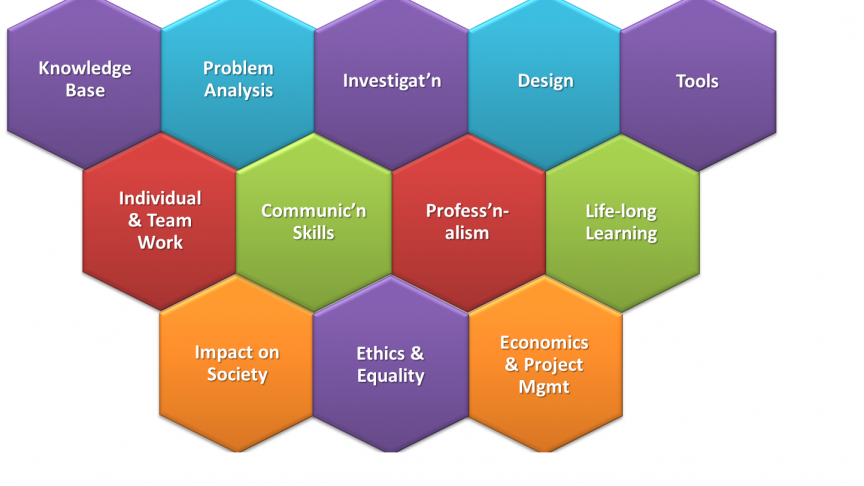 Knowledge
Base
Problem
Analysis
Investigat’n
Design
Tools
Individual
& Team
Work
Communic’n
Skills
Profess’n-
alism
Life-long
Learning
Impact on
Society
Ethics &
Equality
Economics
& Project
Mgmt